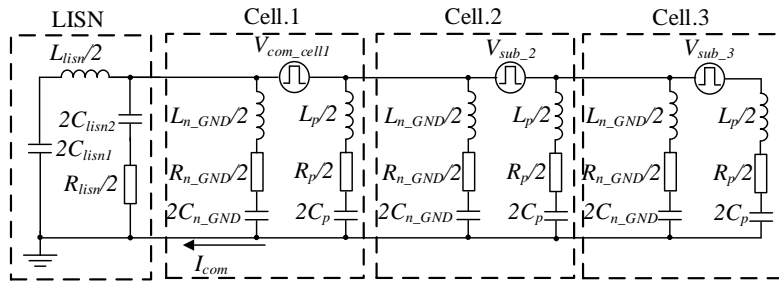 LISN Cell.1 Cell.2 Cell.3
L_lisn/2 V_com_cell1 V_sub_2 V_sub_3
2C_lisn2 L_n_GND/2 L_p/2 L_n_GND/2 L_p/2 L_n_GND/2 L_p/2
2C_lisn1
R_lisn/2 R_n_GND/2 R_p/2 R_n_GND/2 R_p/2 R_n_GND/2 R_p/2
2C_n_GND 2C_p 2C_n_GND 2C_p 2C_n_GND 2C_p
I_com